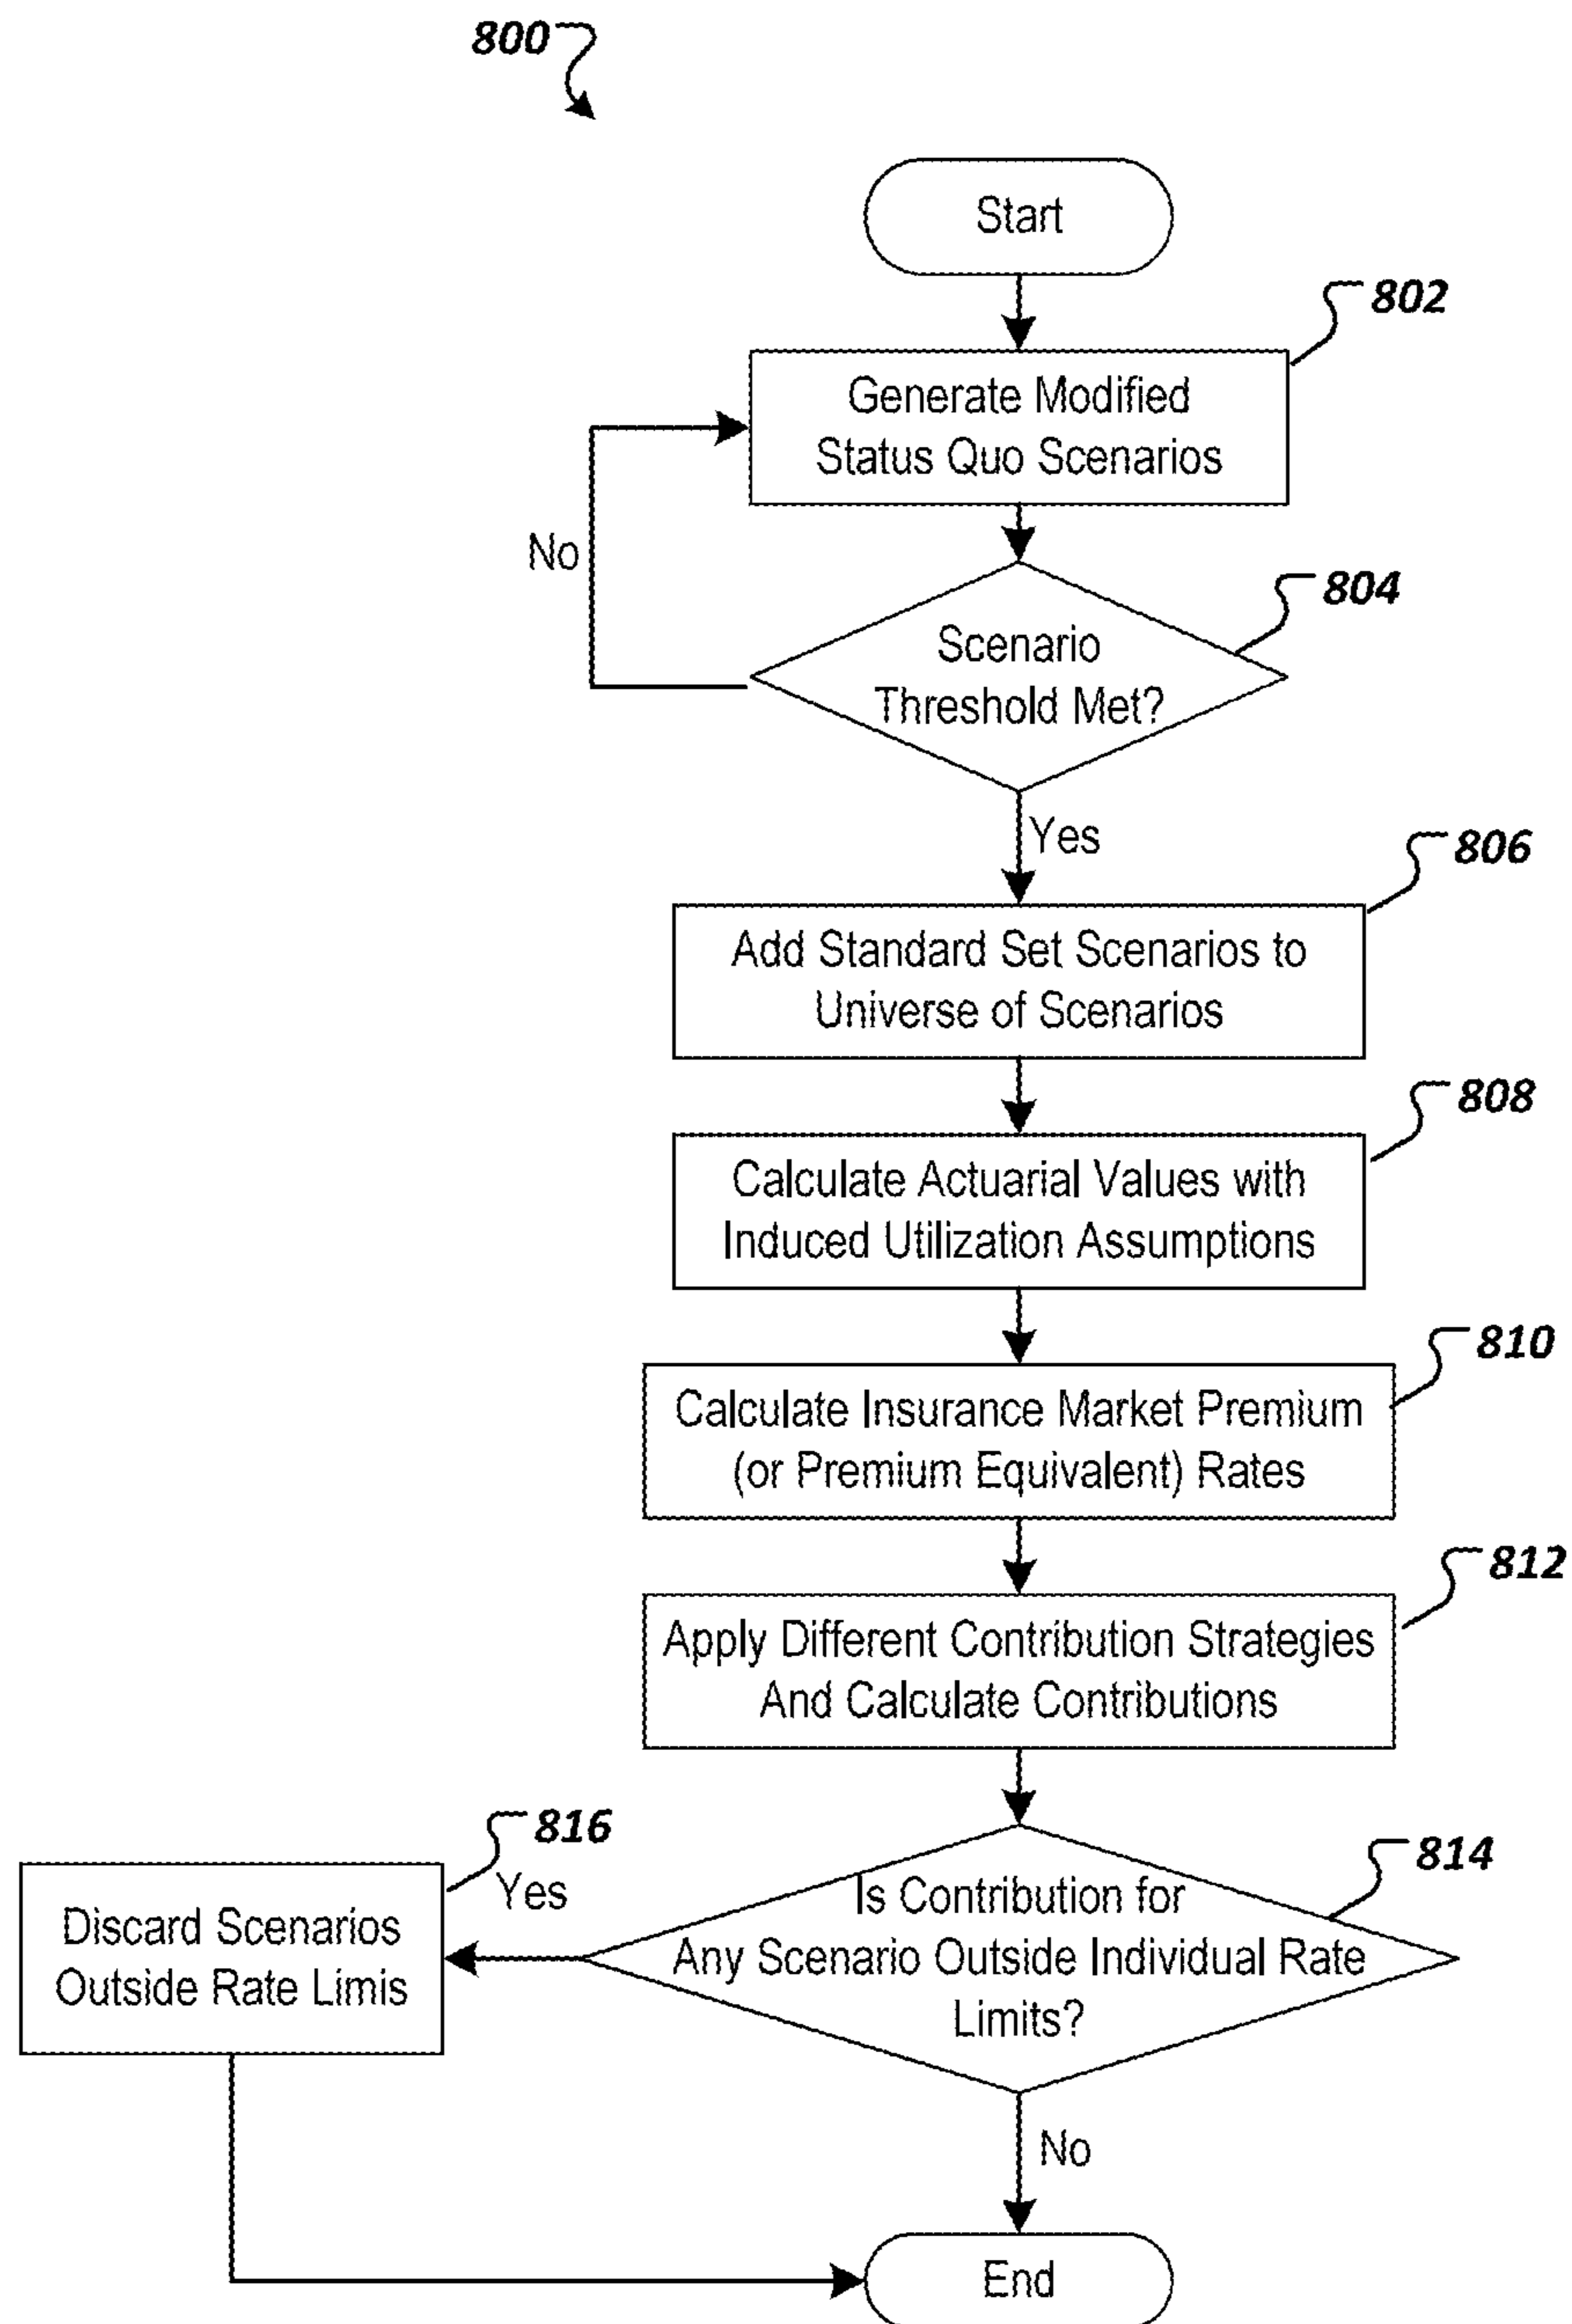 800
Start
802
Generate Modified
Status Quo Scenarios
No
804
Scenario
Threshold Met?
Yes
806
Add Standard Set Scenarios to
Universe of Scenarios
808
Calculate Actuarial Values with
Induced Utilization Assumptions
810
Calculate Insurance Market Premium
(or Premium Equivalent) Rates
812
Apply Different Contribution Strategies
And Calculate Contributions
816
814
Yes
Is Contribution for
Any Scenario Outside Individual Rate
Limits?
Discard Scenarios
Outside Rate Limis
No
End